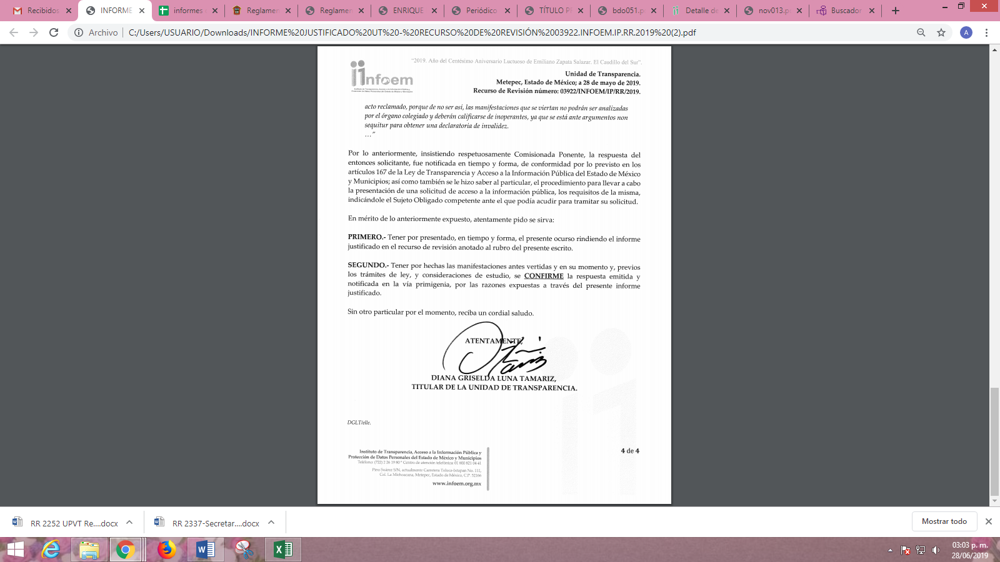 Recibidos
INFORME
informes
Reglamen
Reglamen
ENRIQUE
Periódico
TÍTULO P
bdo051.p
Detalle de
nov013.p
Buscador
Archivo
C:/Users/USUARIO/Downloads/INFORME%20JUSTIFICADO%20UT%20-%20RECURSO%20DE%20REVISIÓN%2003922.INFOEM.IP.RR.2019%20(2).pdf
A
"2019. Año del Centésimo Aniversario Luctuoso de Emiliano Zapata Salazar. El Caudillo del Sur".
infoem
Instituto de Transparencia, Acceso a la Información Pública y
Protección de Datos Personales del Estado de México y Municipios
Unidad de Transparencia.
Metepec, Estado de México; a 28 de mayo de 2019.
Recurso de Revisión número: 03922/INFOEM/IP/RR/2019.
acto reclamado, porque de no ser así, las manifestaciones que se viertan no podrán ser analizadas
por el órgano colegiado y deberán calificarse de inoperantes, ya que se está ante argumentos non
sequitur para obtener una declaratoria de invalidez.
…"
Por lo anteriormente, insistiendo respetuosamente Comisionada Ponente, la respuesta del
entonces solicitante, fue notificada en tiempo y forma, de conformidad por lo previsto en los
artículos 167 de la Ley de Transparencia y Acceso a la Información Pública del Estado de México
y Municipios; así como también se le hizo saber al particular, el procedimiento para llevar a cabo
la presentación de una solicitud de acceso a la información pública, los requisitos de la misma,
indicándole el Sujeto Obligado competente ante el que podía acudir para tramitar su solicitud.
En mérito de lo anteriormente expuesto, atentamente pido se sirva:
PRIMERO.- Tener por presentado, en tiempo y forma, el presente ocurso rindiendo el informe
justificado en el recurso de revisión anotado al rubro del presente escrito.
SEGUNDO.- Tener por hechas las manifestaciones antes vertidas y en su momento y, previos
los trámites de ley, y consideraciones de estudio, se CONFIRME la respuesta emitida y
notificada en la vía primigenia, por las razones expuestas a través del presente informe
justificado.
Sin otro particular por el momento, reciba un cordial saludo.
ATENTAMENTE,
DIANA GRISELDA LUNA TAMARIZ,
TITULAR DE LA UNIDAD DE TRANSPARENCIA.
DGLT/elle.
Instituto de Transparencia, Acceso a la Información Pública y
Protección de Datos Personales del Estado de México y Municipios
Teléfono: (722) 2 26 19 80 * Centro de atención telefónica: 01 800 821 04 41
Pino Suárez S/N, actualmente Carretera Toluca-Ixtapan No. 111,
Col. La Michoacana, Metepec, Estado de México, C.P. 52166
www.infoem.org.mx
4 de 4
RR 2252 UPVT Re....docx
RR 2337-Secretar....docx
Mostrar todo
03:03 p. m.
28/06/2019